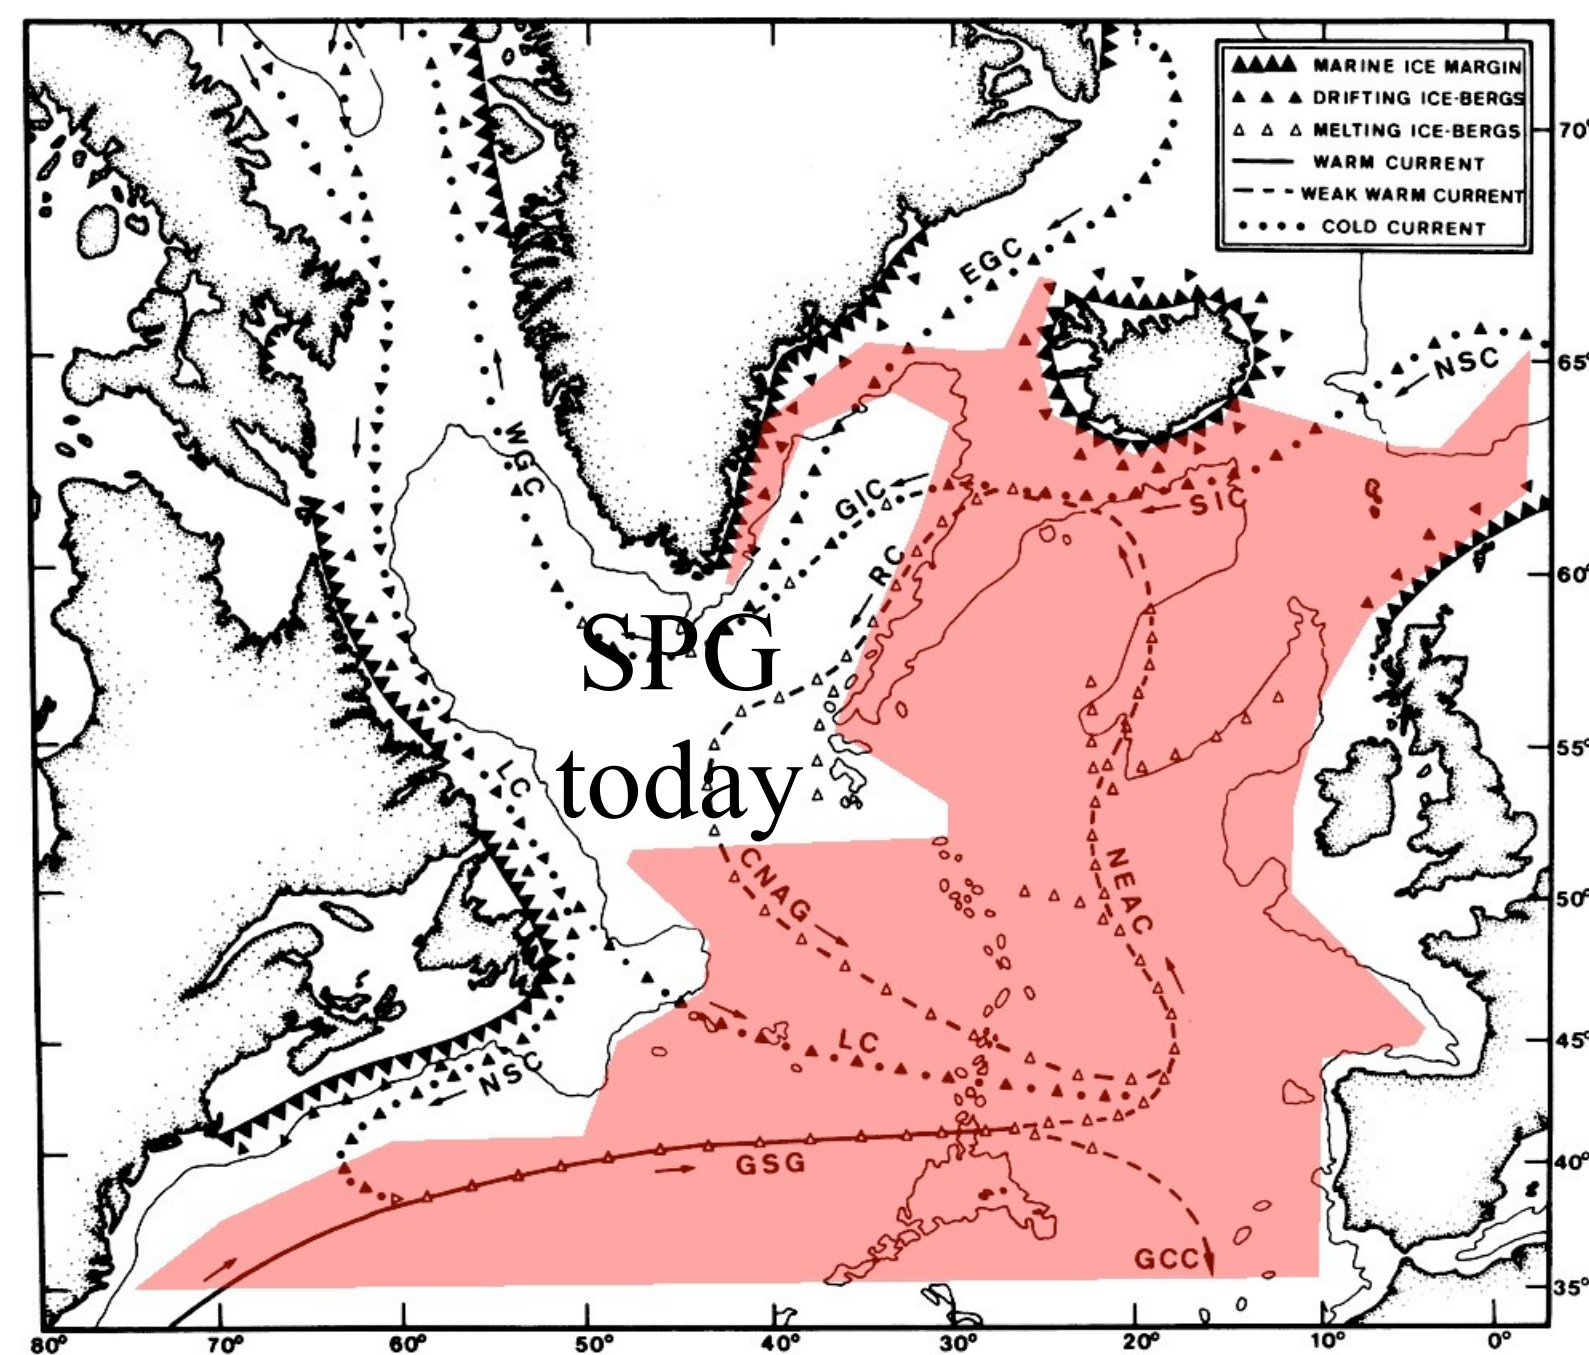 MARINE ICE MARGIN
DRIFTING ICE-BERGS
MELTING ICE-BERGS
WARM CURRENT
WEAK WARM CURRENT
COLD CURRENT
70°
EGC
65°
NSC
WGC
GIC
SIC
RC
60°
SPG
today
55°
LC
CNAG
NEAC
50°
LC
45°
NSC
GSG
40°
GCC
35°
80°
70°
60°
50°
40°
30°
20°
10°
0°